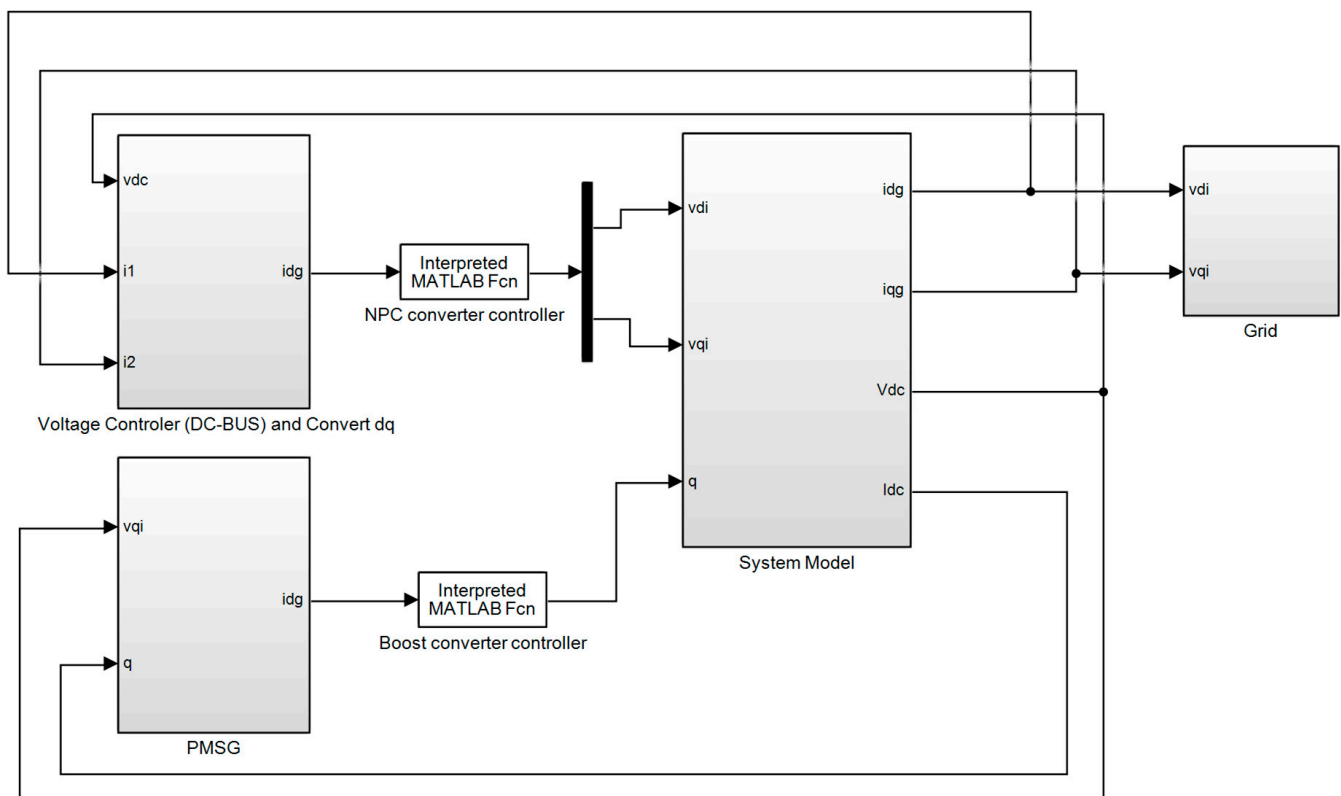 vdc
i1
i2
idg
Voltage Controler (DC-BUS) and Convert dq
Interpreted
MATLAB Fcn
NPC converter controller
vdi
vqi
q
idg
iqg
Vdc
Idc
System Model
vdi
vqi
Grid
vqi
q
idg
PMSG
Interpreted
MATLAB Fcn
Boost converter controller